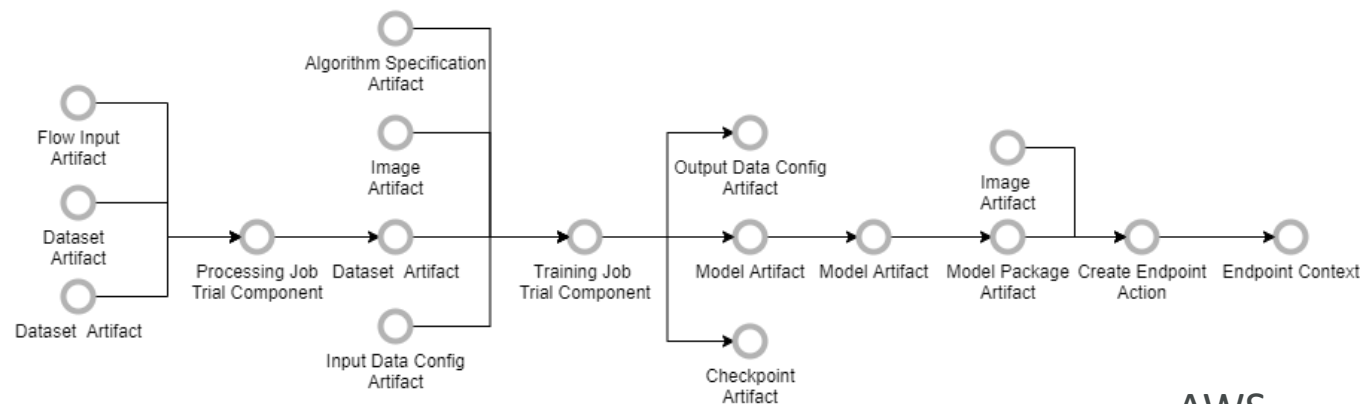 Algorithm Specification
Artifact
Flow Input
Artifact
Image
Artifact
Output Data Config
Artifact
Image
Artifact
Dataset
Artifact
Processing Job
Trial Component
Dataset Artifact
Training Job
Trial Component
Model Artifact
Model Artifact
Model Package
Artifact
Create Endpoint
Action
Endpoint Context
Dataset Artifact
Input Data Config
Artifact
Checkpoint
Artifact
AWS